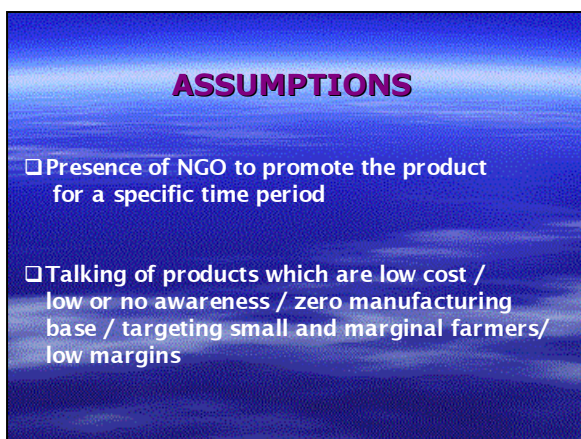 ASSUMPTIONS
❑Presence of NGO to promote the product
for a specific time period
❑Talking of products which are low cost /
low or no awareness / zero manufacturing
base / targeting small and marginal farmers/
low margins